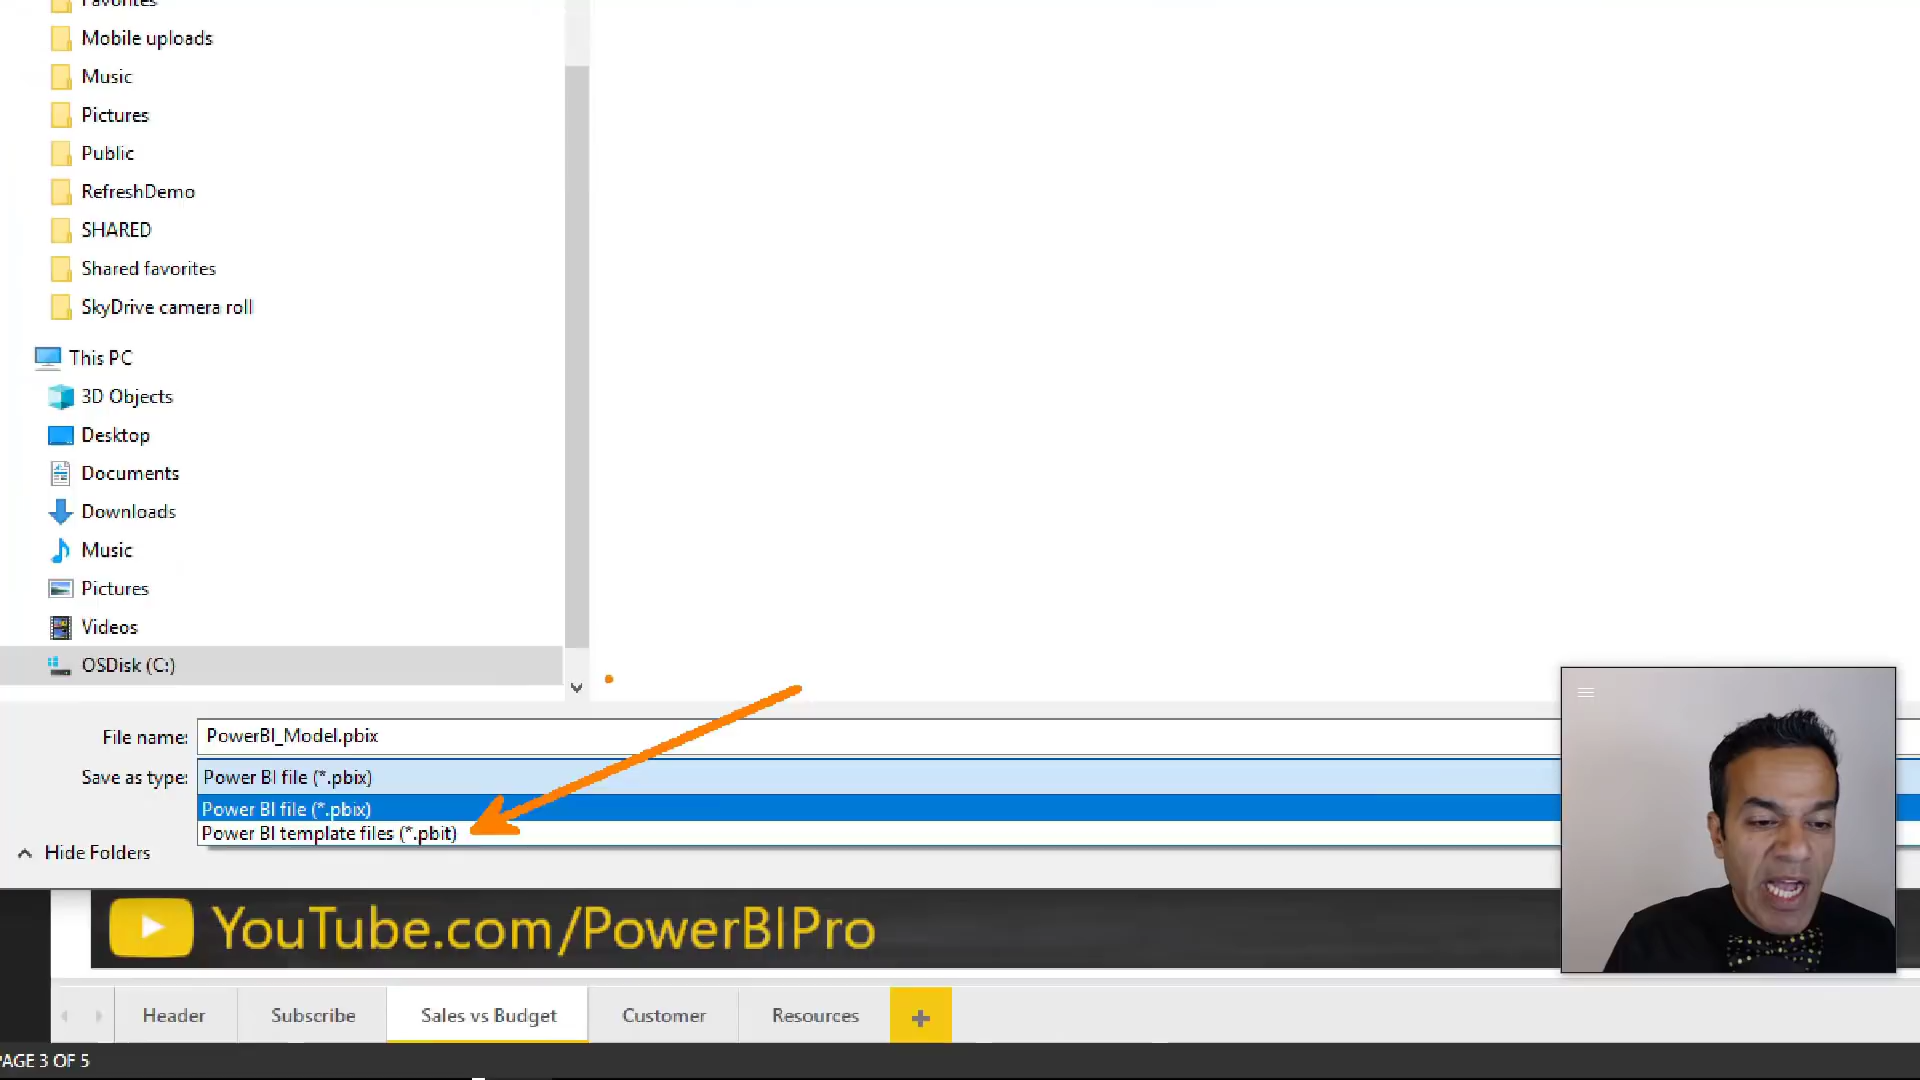 Favorites
Mobile uploads
Music
Pictures
Public
RefreshDemo
SHARED
Shared favorites
SkyDrive camera roll
This PC
3D Objects
Desktop
Documents
Downloads
Music
Pictures
Videos
OSDisk (C:)
File name: PowerBI_Model.pbix
Save as type: Power BI file (*.pbix)
Power BI file (*.pbix)
Power BI template files (*.pbit)
Hide Folders
YouTube.com/PowerBIPro
Header Subscribe Sales vs Budget Customer Resources
PAGE 3 OF 5